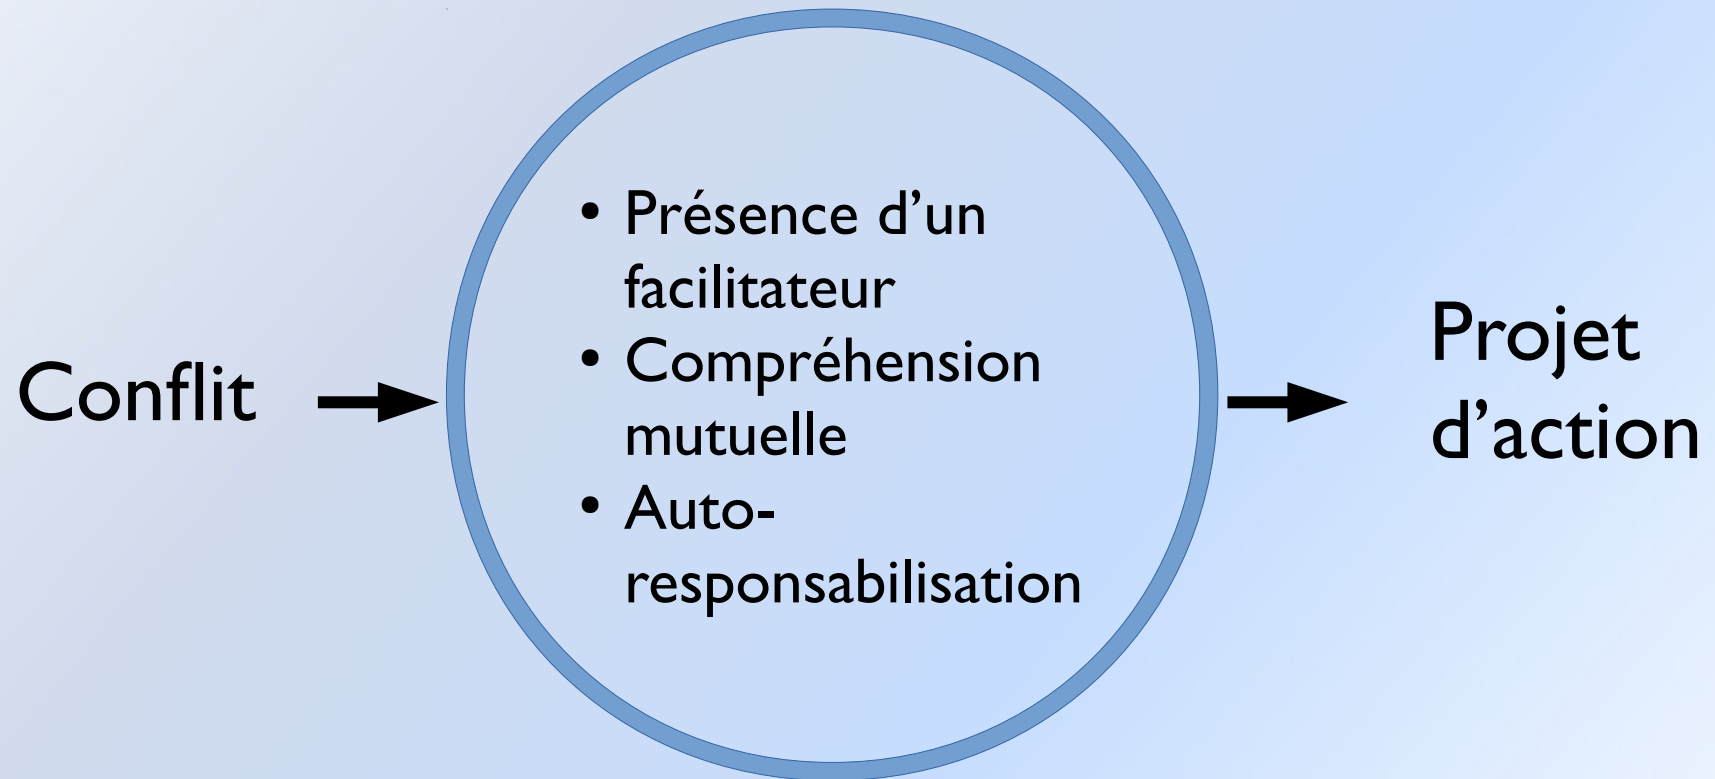 Conflit
• Présence d’un
facilitateur
• Compréhension
mutuelle
• Auto-
responsabilisation
Projet
d’action